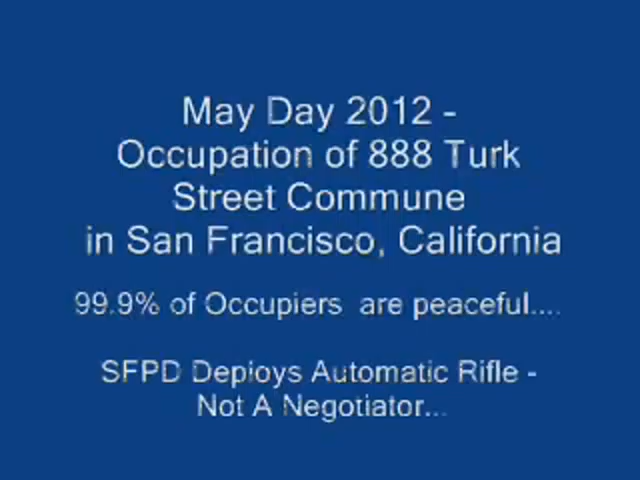 May Day 2012 -
Occupation of 888 Turk
Street Commune
in San Francisco, California
99.9% of Occupiers are peaceful....
SFPD Deploys Automatic Rifle -
Not A Negotiator...